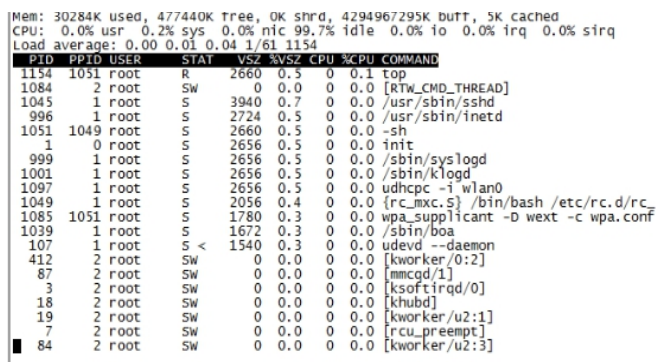 Mem: 30284K used, 477440K free, 0K shrd, 4294967295K buff, 5K cached
CPU:  0.0% usr  0.2% sys  0.0% nic 99.7% idle  0.0% io  0.0% irq  0.0% sirq
Load average: 0.00 0.01 0.04 1/61 1154
PID PPID USER STAT VSZ %VSZ CPU %CPU COMMAND
1154 1051 root R 2660 0.5 0 0.1 top
1084 2 root SW 0 0.0 0 0.0 [RTW_CMD_THREAD]
1045 1 root S 3940 0.7 0 0.0 /usr/sbin/sshd
996 1 root S 2724 0.5 0 0.0 /usr/sbin/inetd
1051 1049 root S 2660 0.5 0 0.0 -sh
1 0 root S 2656 0.5 0 0.0 init
999 1 root S 2656 0.5 0 0.0 /sbin/syslogd
1001 1 root S 2656 0.5 0 0.0 /sbin/klogd
1097 1 root S 2656 0.5 0 0.0 udhcpc -i wlan0
1049 1 root S 2056 0.4 0 0.0 {rc_mxc.S} /bin/bash /etc/rc.d/rc_
1085 1051 root S 1780 0.3 0 0.0 wpa_supplicant -D wext -c wpa.conf
1039 1 root S 1672 0.3 0 0.0 /sbin/boa
107 1 root S < 1540 0.3 0 0.0 udevd --daemon
412 2 root SW 0 0.0 0 0.0 [kworker/0:2]
87 2 root SW 0 0.0 0 0.0 [mmcqd/1]
3 2 root SW 0 0.0 0 0.0 [ksoftirqd/0]
18 2 root SW 0 0.0 0 0.0 [khubd]
19 2 root SW 0 0.0 0 0.0 [kworker/u2:1]
7 2 root SW 0 0.0 0 0.0 [rcu_preempt]
84 2 root SW 0 0.0 0 0.0 [kworker/u2:3]